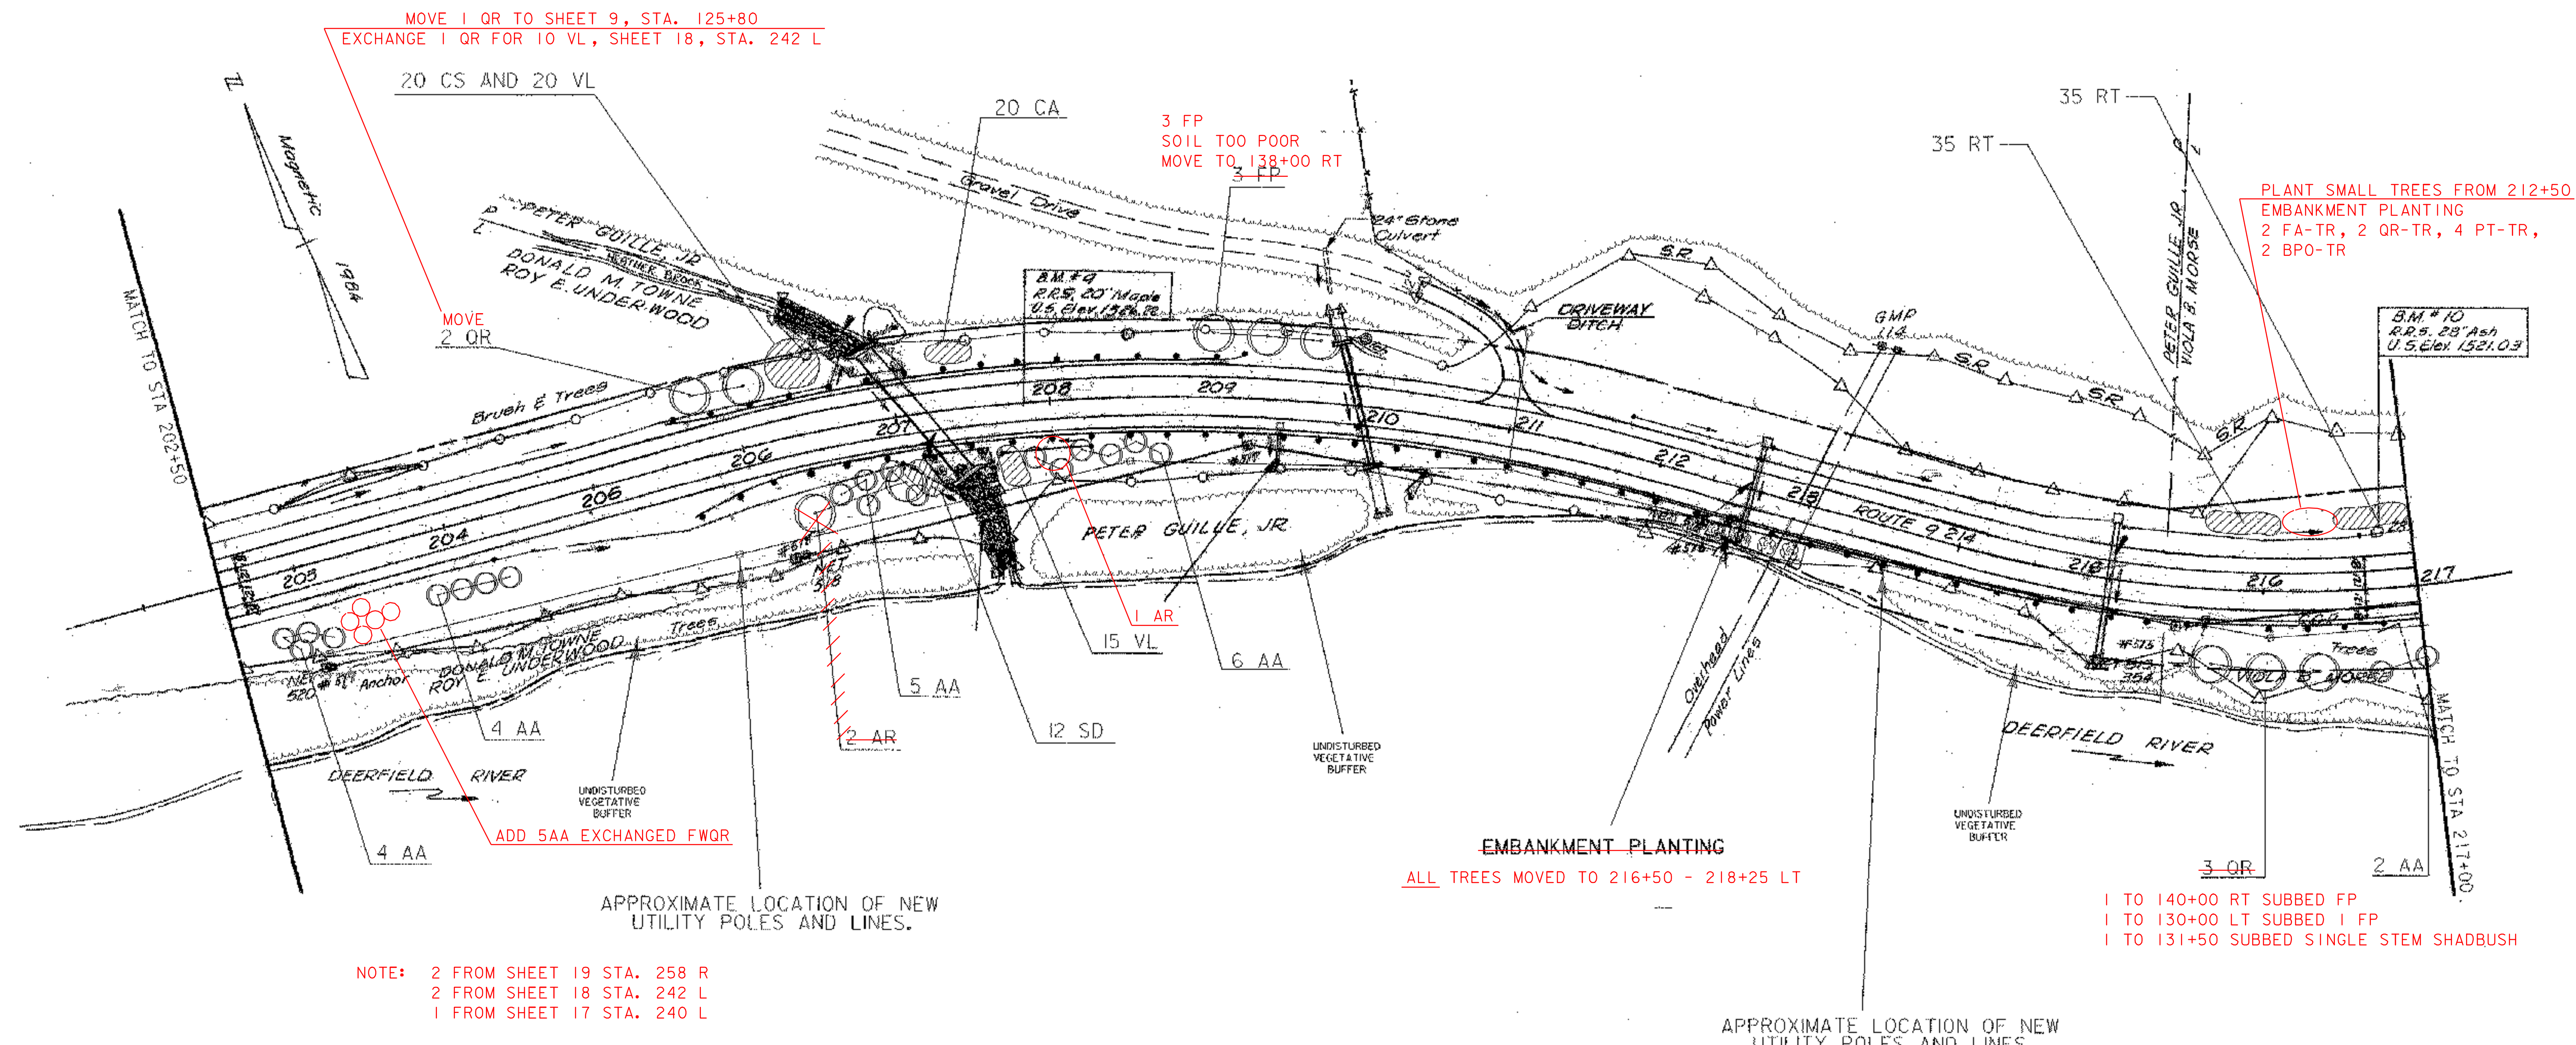 MOVE 1 QR TO SHEET 9, STA. 125+80
EXCHANGE 1 QR FOR 10 VL, SHEET 18, STA. 242 L
20 CS AND 20 VL
20 CA
3 FP
SOIL TOO POOR
MOVE TO 138+00 RT
3 FP
35 RT
35 RT
PLANT SMALL TREES FROM 212+50
EMBANKMENT PLANTING
2 FA-TR, 2 QR-TR, 4 PT-TR,
2 BPO-TR
Magnetic
1984
MATCH TO STA 202+50
PETER GUILLE, JR
DONALD M. TOWNE
ROY E. UNDERWOOD
Gravel Drive
24" Stone
Culvert
B.M. #9
R.R.S. 20" Maple
DRIVEWAY
DITCH
GMP
114
S.R.
S.R.
S.R.
S.R.
PETER GUILLE JR
VIOLA B. MORSE
B.M. # 10
R.R.S. 28" Ash
U.S. Elev. 1521.03
MOVE
2 QR
Brush & Trees
204
206
206
207
208
209
210
211
212
ROUTE 9
214
216
217
PETER GUILLE, JR.
Trees
DONALD M. TOWNE
ROY E. UNDERWOOD
Anchor
DEERFIELD RIVER
UNDISTURBED
VEGETATIVE
BUFFER
4 AA
4 AA
ADD 5AA EXCHANGED FWQR
2 AR
5 AA
12 SD
15 VL
1 AR
6 AA
UNDISTURBED
VEGETATIVE
BUFFER
Overhead
Power Lines
EMBANKMENT PLANTING
ALL TREES MOVED TO 216+50 - 218+25 LT
UNDISTURBED
VEGETATIVE
BUFFER
DEERFIELD RIVER
Trees
VIOLA B MORSE
MATCH TO STA 217+00
3 QR
2 AA
1 TO 140+00 RT SUBBED FP
1 TO 130+00 LT SUBBED 1 FP
1 TO 131+50 SUBBED SINGLE STEM SHADBUSH
APPROXIMATE LOCATION OF NEW
UTILITY POLES AND LINES.
NOTE: 2 FROM SHEET 19 STA. 258 R
2 FROM SHEET 18 STA. 242 L
1 FROM SHEET 17 STA. 240 L
APPROXIMATE LOCATION OF NEW
UTILITY POLES AND LINES